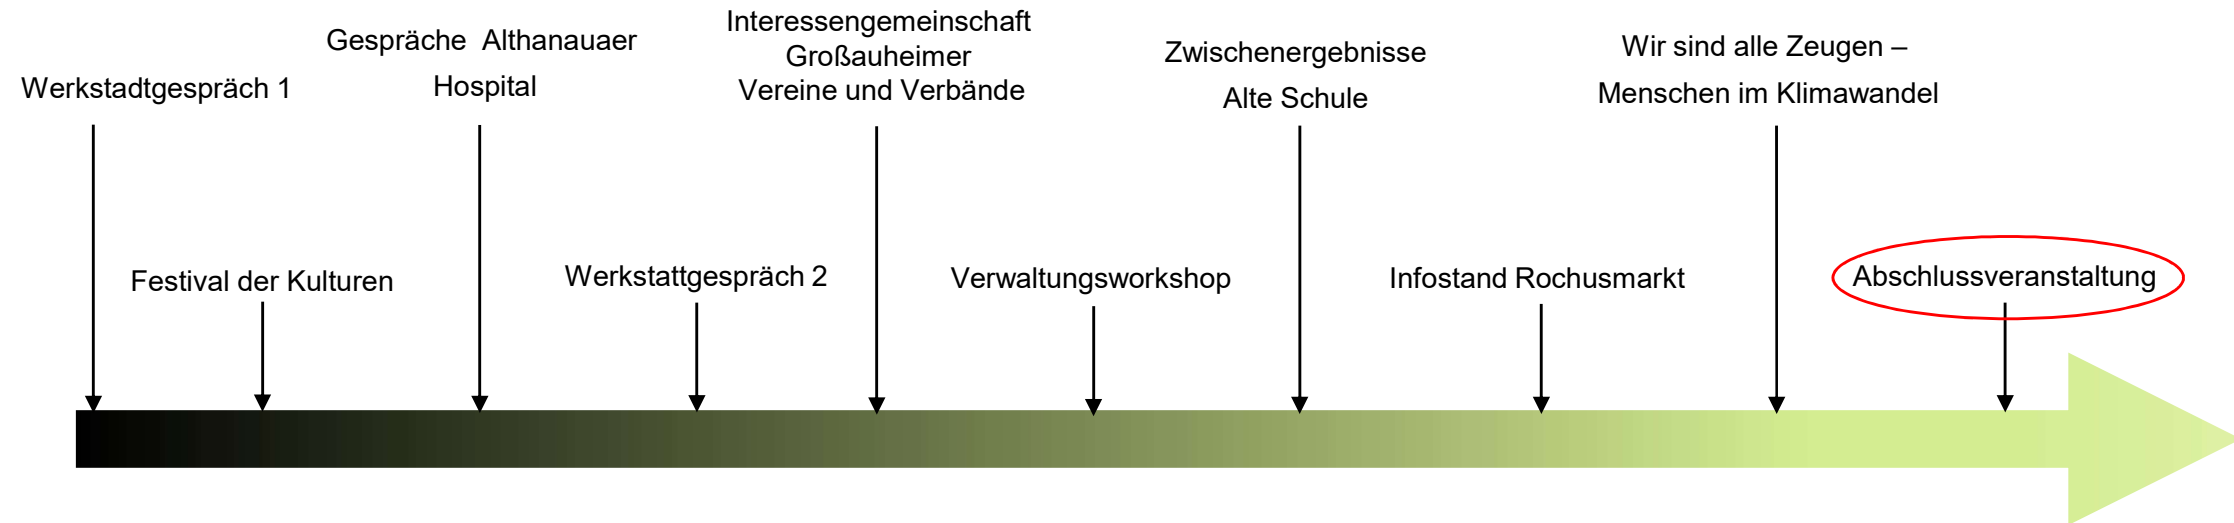 Werkstadtgespräch 1
Festival der Kulturen
Gespräche Althanauaer
Hospital
Werkstattgespräch 2
Interessengemeinschaft
Großauheimer
Vereine und Verbände
Verwaltungsworkshop
Zwischenergebnisse
Alte Schule
Infostand Rochusmarkt
Wir sind alle Zeugen –
Menschen im Klimawandel
Abschlussveranstaltung